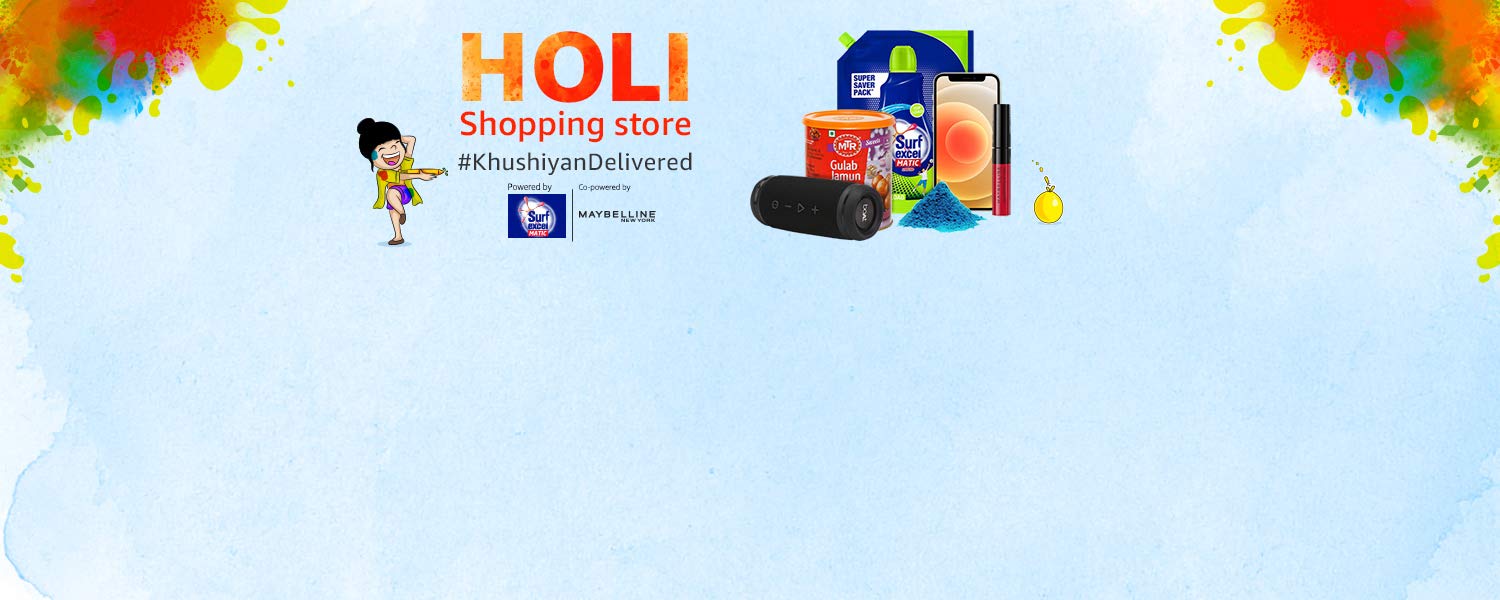 HOLI
Shopping store
#KhushiyanDelivered
Powered by
Surf
excel
MATIC
Co-powered by
MAYBELLINE
NEW YORK
SUPER
SAVER
PACK*
MTR
Gulab
Jamun
Surf
excel
MATIC
boAt